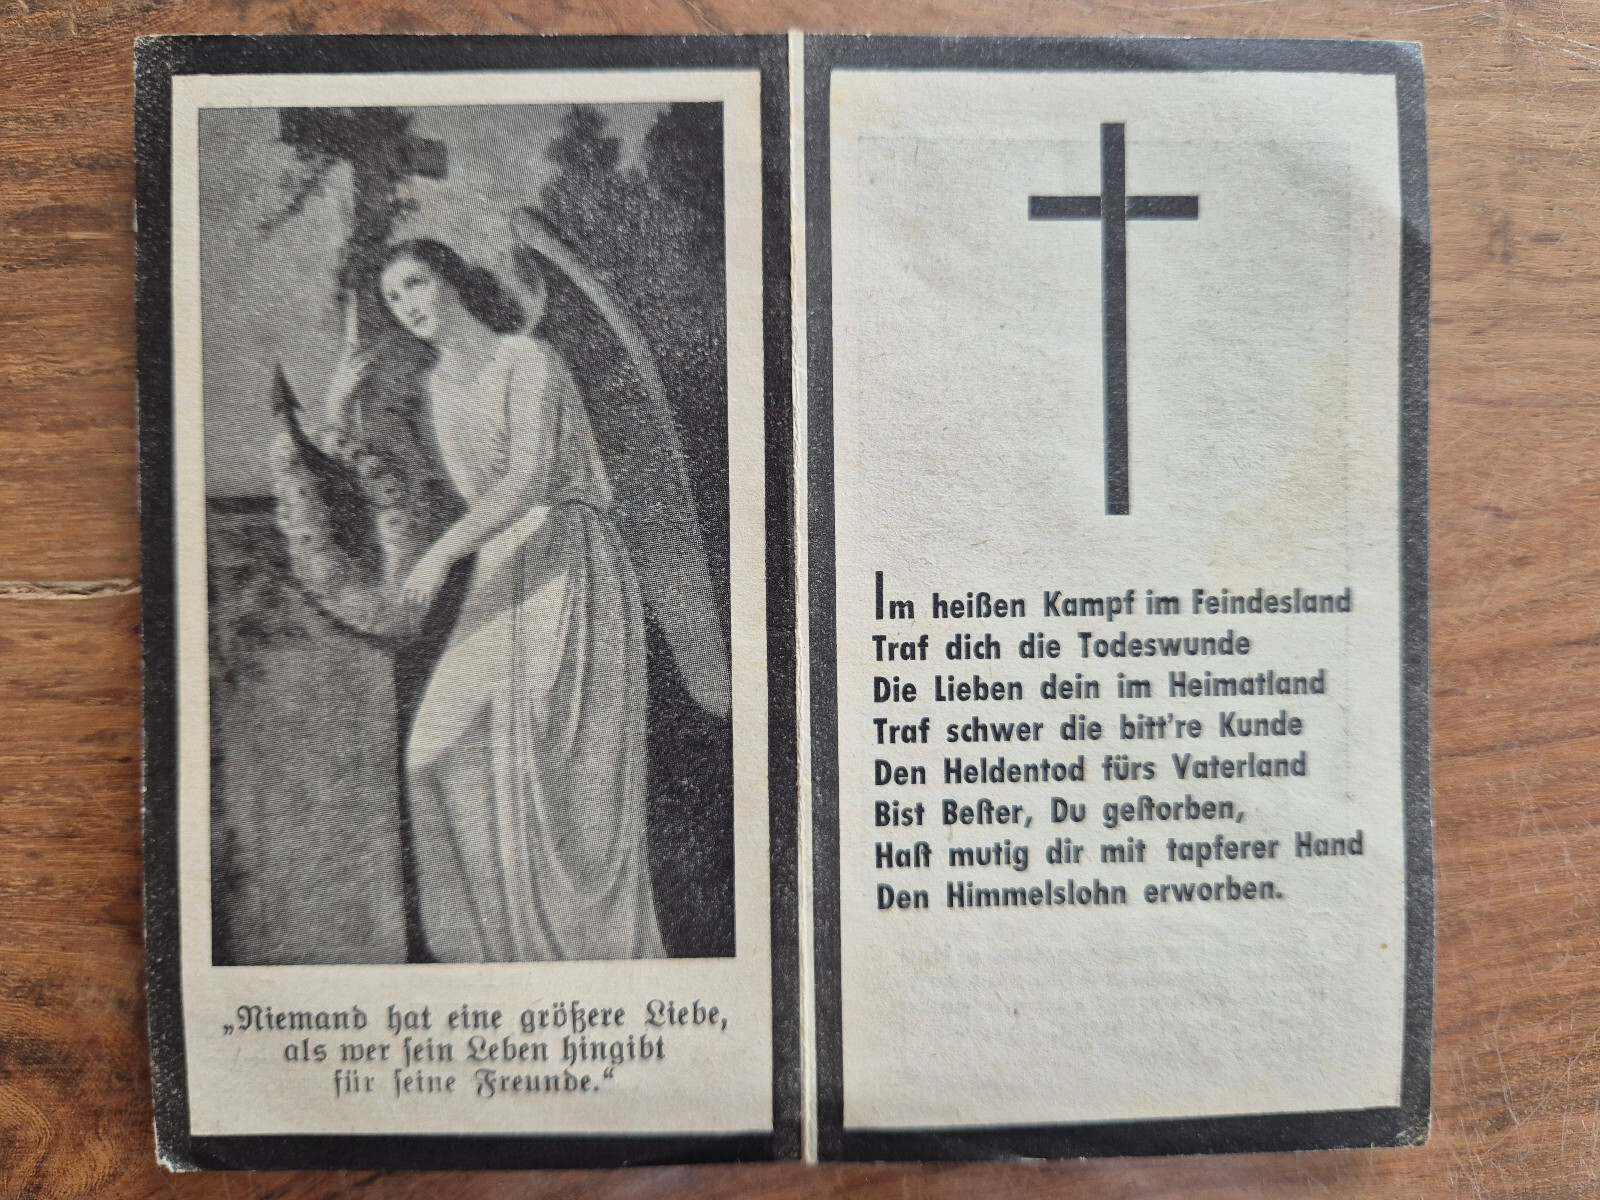 „Niemand hat eine größere Liebe,
als wer sein Leben hingibt
für seine Freunde.“
Im heißen Kampf im Feindesland
Traf dich die Todeswunde
Die Lieben dein im Heimatland
Traf schwer die bitt're Kunde
Den Heldentod fürs Vaterland
Bist Bester, Du gestorben,
Hast mutig dir mit tapferer Hand
Den Himmelslohn erworben.